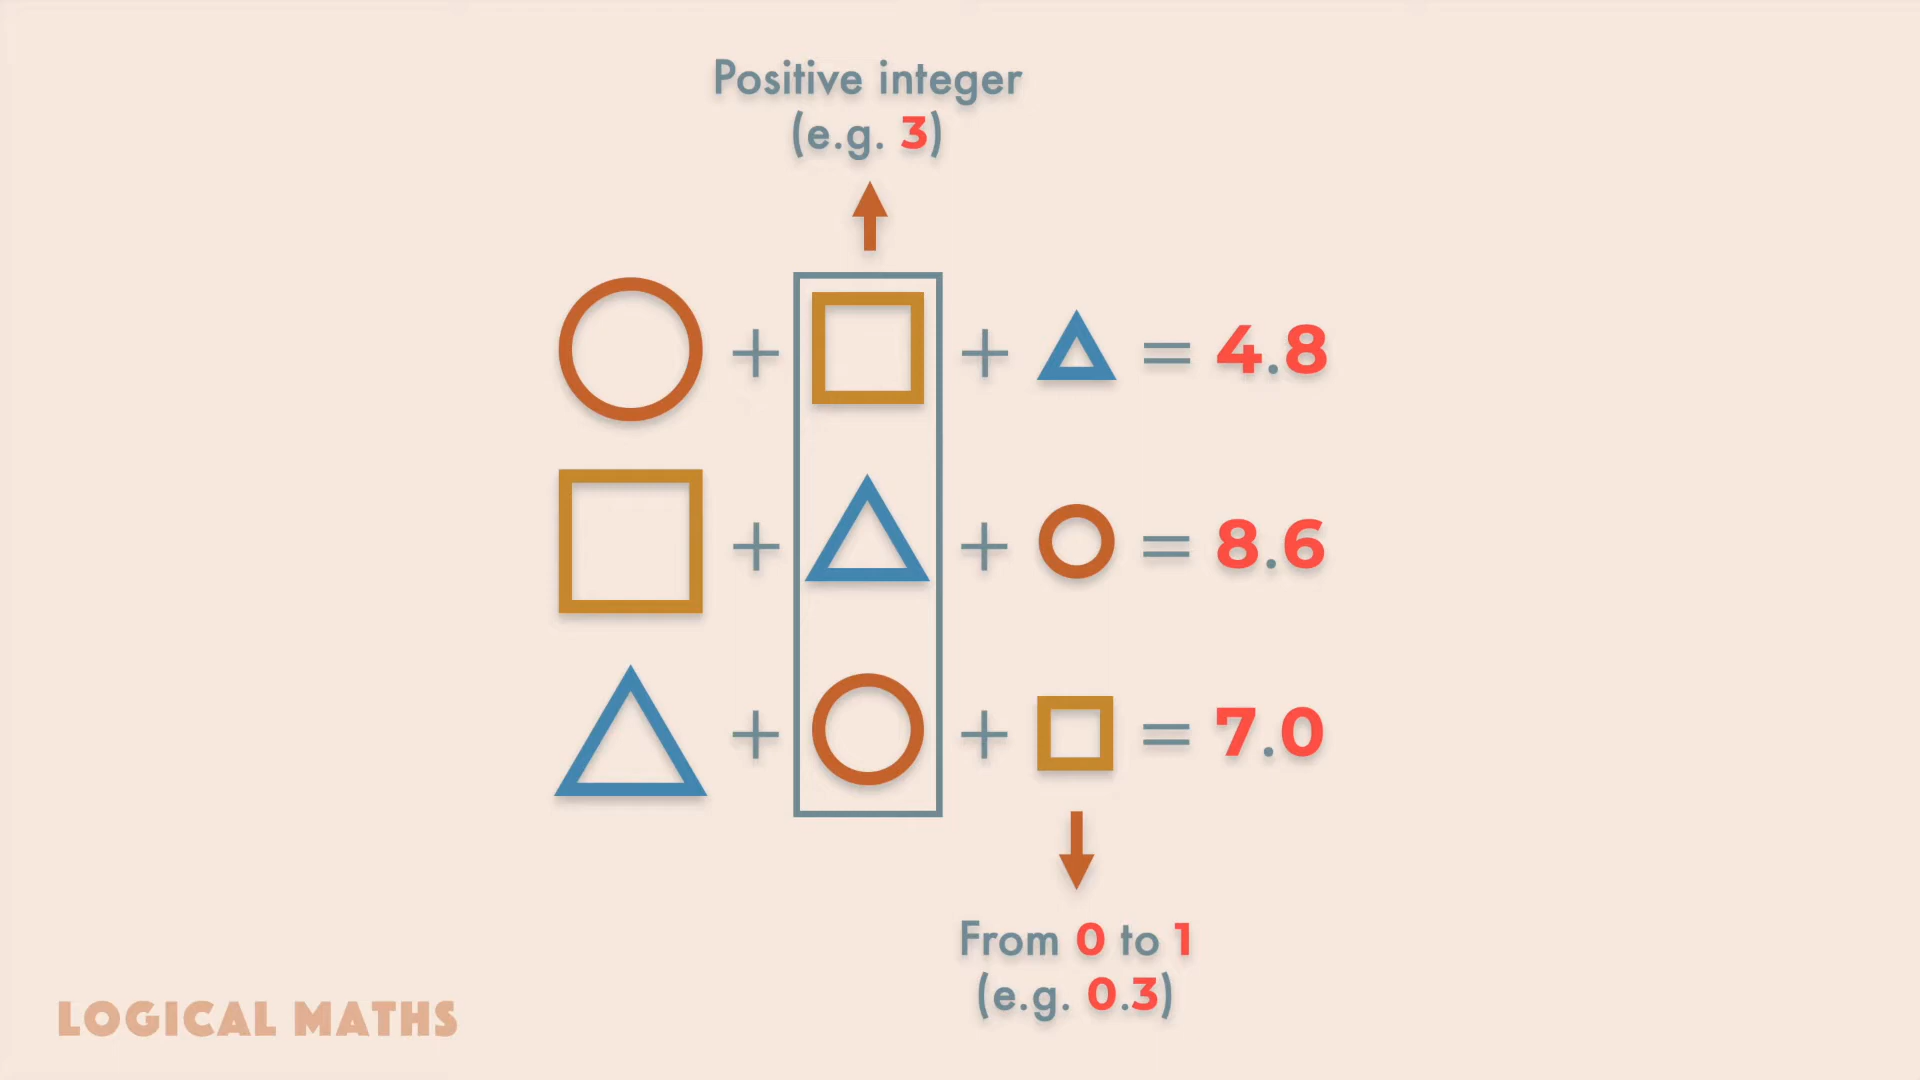 Positive integer
(e.g. 3)
+ + = 4.8
+ + = 8.6
+ + = 7.0
From 0 to 1
(e.g. 0.3)
LOGICAL MATHS